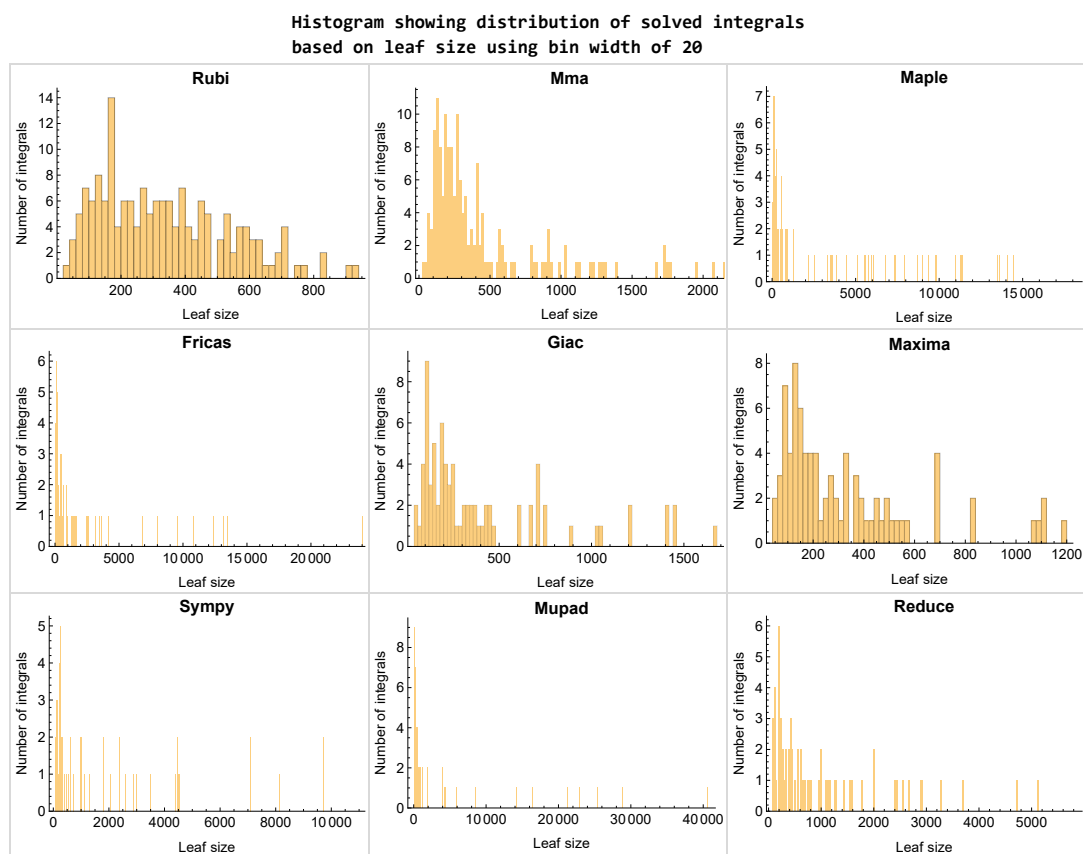 Histogram showing distribution of solved integrals
based on leaf size using bin width of 20
Rubi
Number of integrals
14
12
10
8
6
4
2
0
200 400 600 800
Leaf size
Mma
Number of integrals
10
8
6
4
2
0
0 500 1000 1500 2000
Leaf size
Maple
Number of integrals
7
6
5
4
3
2
1
0
0 5000 10000 15000
Leaf size
Fricas
Number of integrals
6
5
4
3
2
1
0
0 5000 10000 20000
Leaf size
Giac
Number of integrals
8
6
4
2
0
500 1000 1500
Leaf size
Maxima
Number of integrals
8
6
4
2
0
200 400 600 800 1000 1200
Leaf size
Sympy
Number of integrals
5
4
3
2
1
0
0 2000 4000 6000 8000 10000
Leaf size
Mupad
Number of integrals
8
6
4
2
0
0 10000 20000 30000 40000
Leaf size
Reduce
Number of integrals
6
5
4
3
2
1
0
0 1000 2000 3000 4000 5000
Leaf size